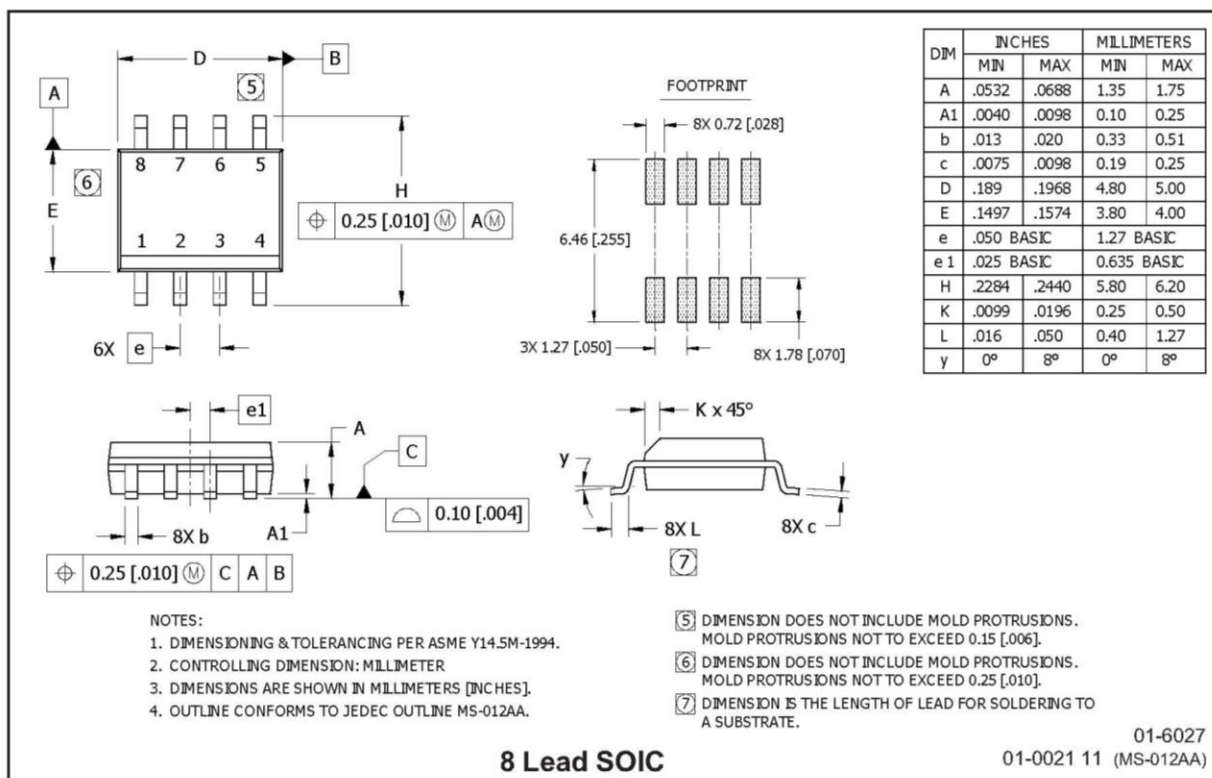 D
B
A
5
8 7 6 5
6
E
H
⌖ 0.25 [.010] Ⓜ AⓂ
1 2 3 4
6X e
FOOTPRINT
8X 0.72 [.028]
6.46 [.255]
3X 1.27 [.050]
8X 1.78 [.070]
DIM INCHES MILLIMETERS
MIN MAX MIN MAX
A .0532 .0688 1.35 1.75
A1 .0040 .0098 0.10 0.25
b .013 .020 0.33 0.51
c .0075 .0098 0.19 0.25
D .189 .1968 4.80 5.00
E .1497 .1574 3.80 4.00
e .050 BASIC 1.27 BASIC
e 1 .025 BASIC 0.635 BASIC
H .2284 .2440 5.80 6.20
K .0099 .0196 0.25 0.50
L .016 .050 0.40 1.27
y 0° 8° 0° 8°
e1
A
C
⌓ 0.10 [.004]
8X b
A1
⌖ 0.25 [.010] Ⓜ C A B
K x 45°
y
8X L
8X c
7
NOTES:
1. DIMENSIONING & TOLERANCING PER ASME Y14.5M-1994.
2. CONTROLLING DIMENSION: MILLIMETER
3. DIMENSIONS ARE SHOWN IN MILLIMETERS [INCHES].
4. OUTLINE CONFORMS TO JEDEC OUTLINE MS-012AA.
5 DIMENSION DOES NOT INCLUDE MOLD PROTRUSIONS.
MOLD PROTRUSIONS NOT TO EXCEED 0.15 [.006].
6 DIMENSION DOES NOT INCLUDE MOLD PROTRUSIONS.
MOLD PROTRUSIONS NOT TO EXCEED 0.25 [.010].
7 DIMENSION IS THE LENGTH OF LEAD FOR SOLDERING TO
A SUBSTRATE.
8 Lead SOIC
01-6027
01-0021 11 (MS-012AA)